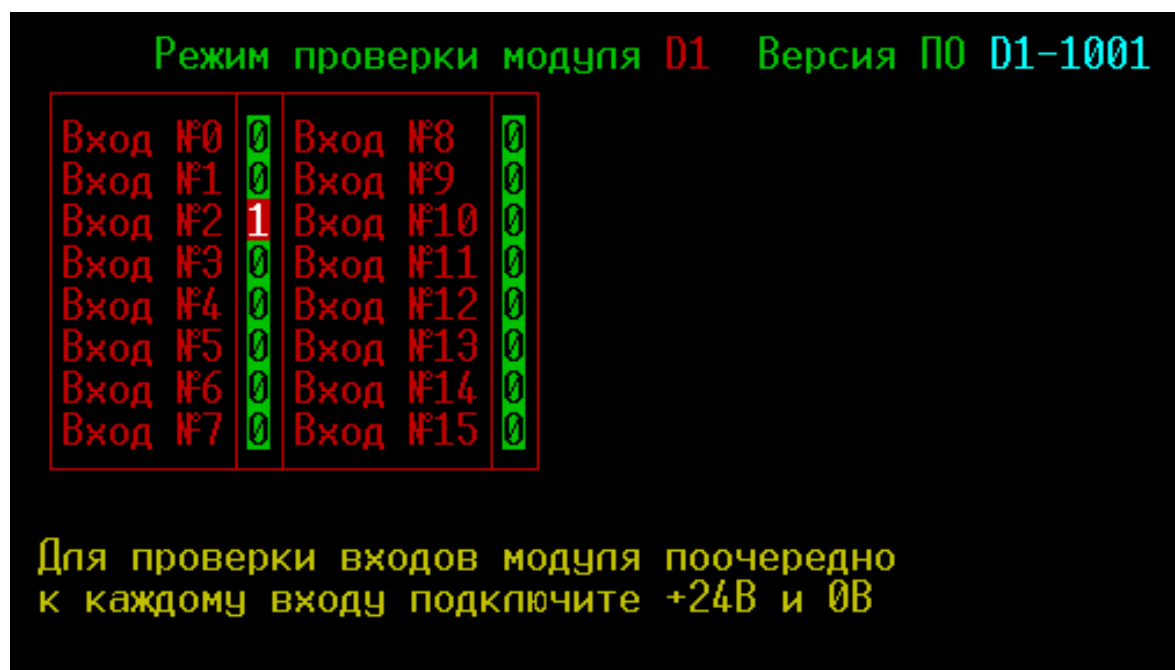 Режим проверки модуля D1 Версия ПО D1-1001
Вход №0 0 Вход №8 0
Вход №1 0 Вход №9 0
Вход №2 1 Вход №10 0
Вход №3 0 Вход №11 0
Вход №4 0 Вход №12 0
Вход №5 0 Вход №13 0
Вход №6 0 Вход №14 0
Вход №7 0 Вход №15 0
Для проверки входов модуля поочередно
к каждому входу подключите +24В и 0В